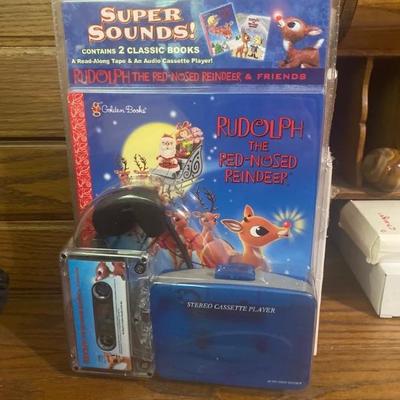 SUPER
SOUNDS!
CONTAINS 2 CLASSIC BOOKS
A Read-Along Tape & An Audio Cassette Player!
RUDOLPH THE RED-NOSED REINDEER & FRIENDS
Golden Books
RUDOLPH
THE
RED-NOSED
REINDEER
STEREO CASSETTE PLAYER